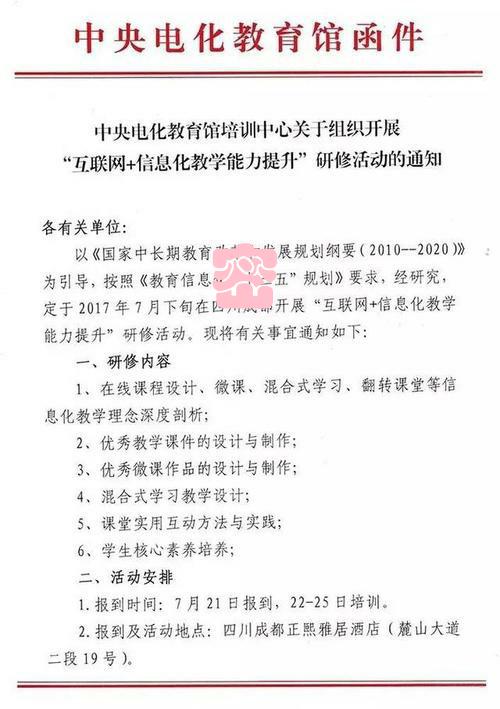 中央电化教育馆函件
中央电化教育馆培训中心关于组织开展
“互联网+信息化教学能力提升”研修活动的通知
各有关单位：
以《国家中长期教育改 发展规划纲要（2010--2020）》
为引导，按照《教育信息 五”规划》要求，经研究，
定于 2017 年 7 月下旬在四川成都开展“互联网+信息化教学
能力提升”研修活动。现将有关事宜通知如下：
一、研修内容
1、在线课程设计、微课、混合式学习、翻转课堂等信
息化教学理念深度剖析；
2、优秀教学课件的设计与制作；
3、优秀微课作品的设计与制作；
4、混合式学习教学设计；
5、课堂实用互动方法与实践；
6、学生核心素养培养；
二、活动安排
1.报到时间：7 月 21 日报到，22-25 日培训。
2.报到及活动地点：四川成都正熙雅居酒店（麓山大道
二段 19 号）。